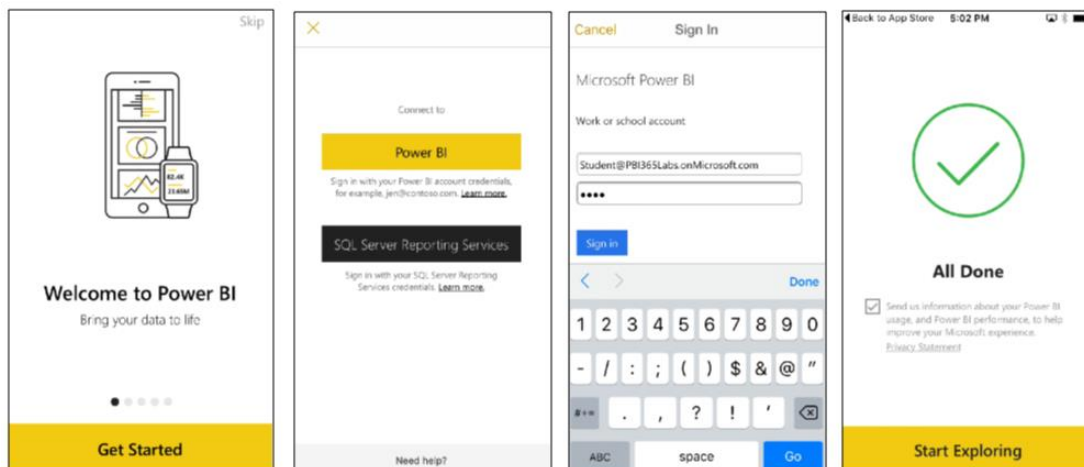 Skip
82.4K
23.69M
Welcome to Power BI
Bring your data to life
Get Started
Connect to
Power BI
Sign in with your Power BI account credentials,
for example, jen@contoso.com. Learn more.
SQL Server Reporting Services
Sign in with your SQL Server Reporting
Services credentials. Learn more.
Need help?
Cancel
Sign In
Microsoft Power BI
Work or school account
Student@PBI365Labs.onMicrosoft.com
••••
Sign in
Done
1 2 3 4 5 6 7 8 9 0
- / : ; ( ) $ & @ "
#+= . , ? ! '
ABC space Go
Back to App Store 5:02 PM
All Done
Send us information about your Power BI
usage, and Power BI performance, to help
improve your Microsoft experience.
Privacy Statement
Start Exploring